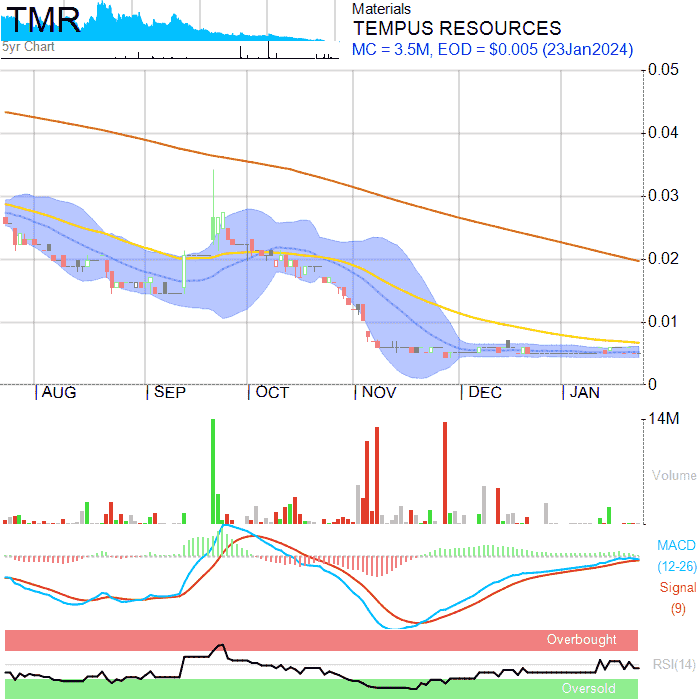 TMR
5yr Chart
Materials
TEMPUS RESOURCES
MC = 3.5M, EOD = $0.005 (23Jan2024)
0.05
0.04
0.03
0.02
0.01
0
AUG SEP OCT NOV DEC JAN
14M
Volume
MACD
(12-26)
Signal
(9)
Overbought
RSI(14)
Oversold